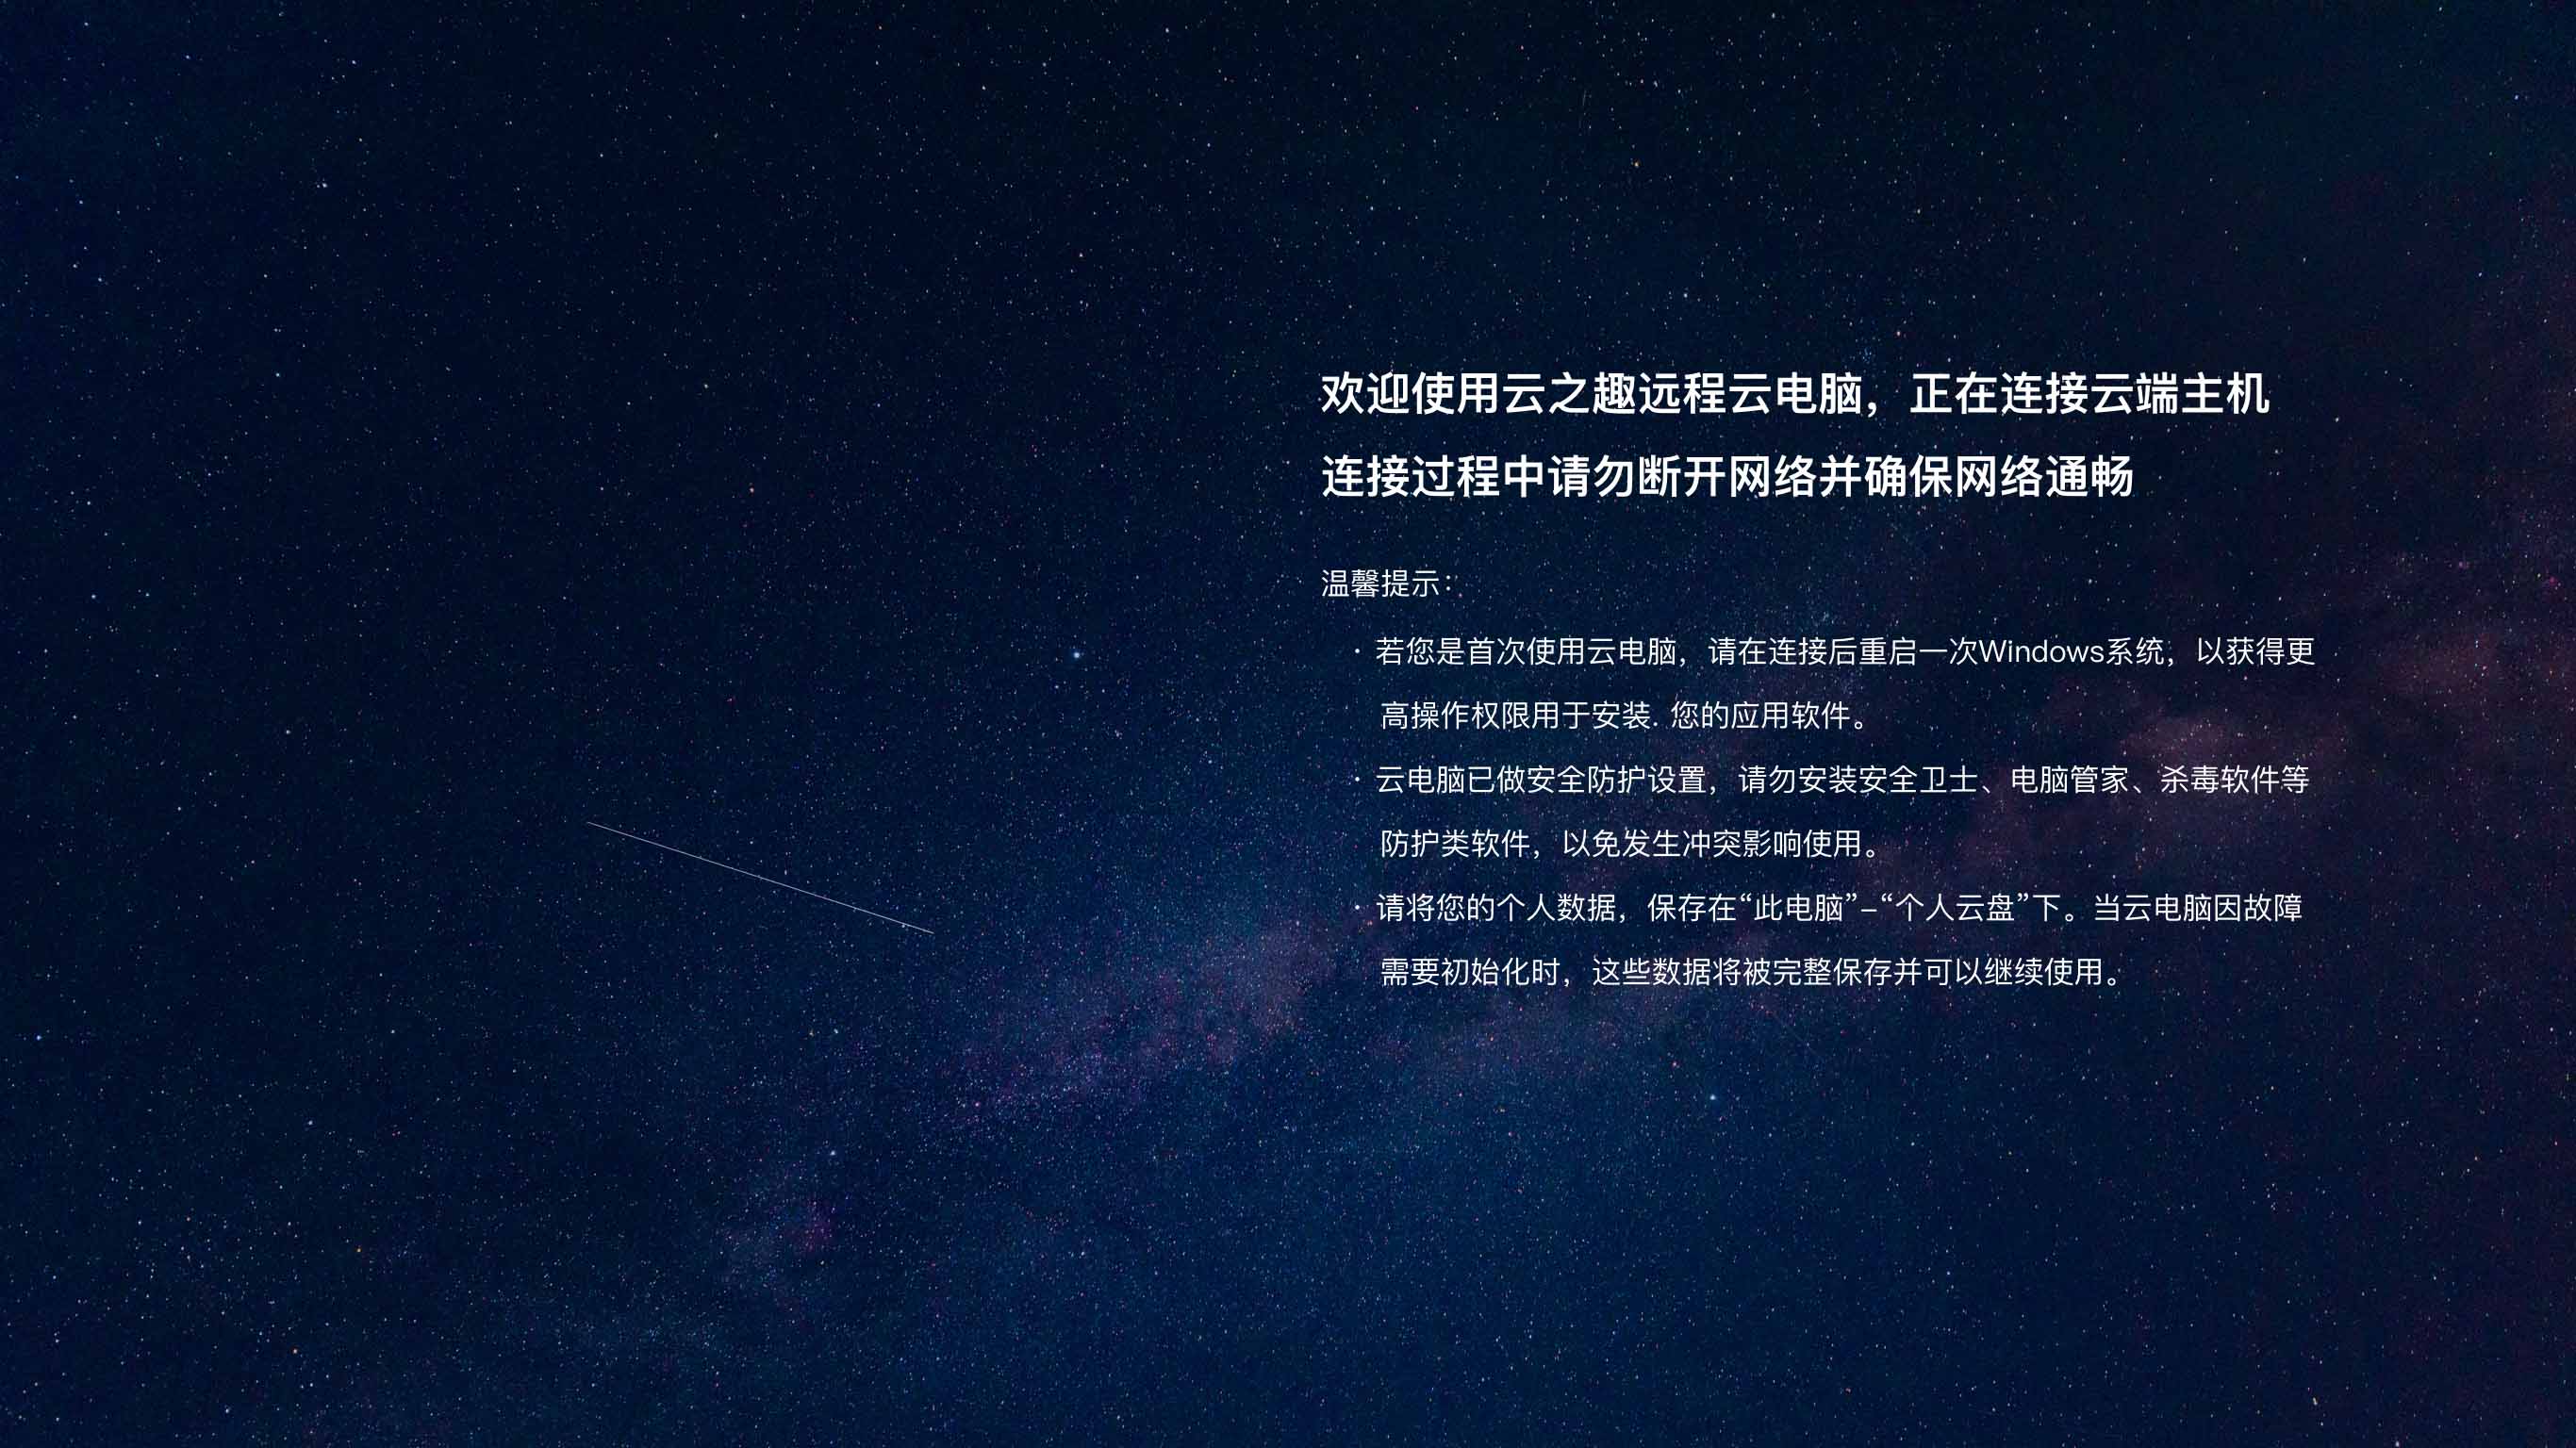 欢迎使用云之趣远程云电脑，正在连接云端主机
连接过程中请勿断开网络并确保网络通畅
温馨提示：
· 若您是首次使用云电脑，请在连接后重启一次Windows系统，以获得更
高操作权限用于安装. 您的应用软件。
· 云电脑已做安全防护设置，请勿安装安全卫士、电脑管家、杀毒软件等
防护类软件，以免发生冲突影响使用。
· 请将您的个人数据，保存在“此电脑”–“个人云盘”下。当云电脑因故障
需要初始化时，这些数据将被完整保存并可以继续使用。